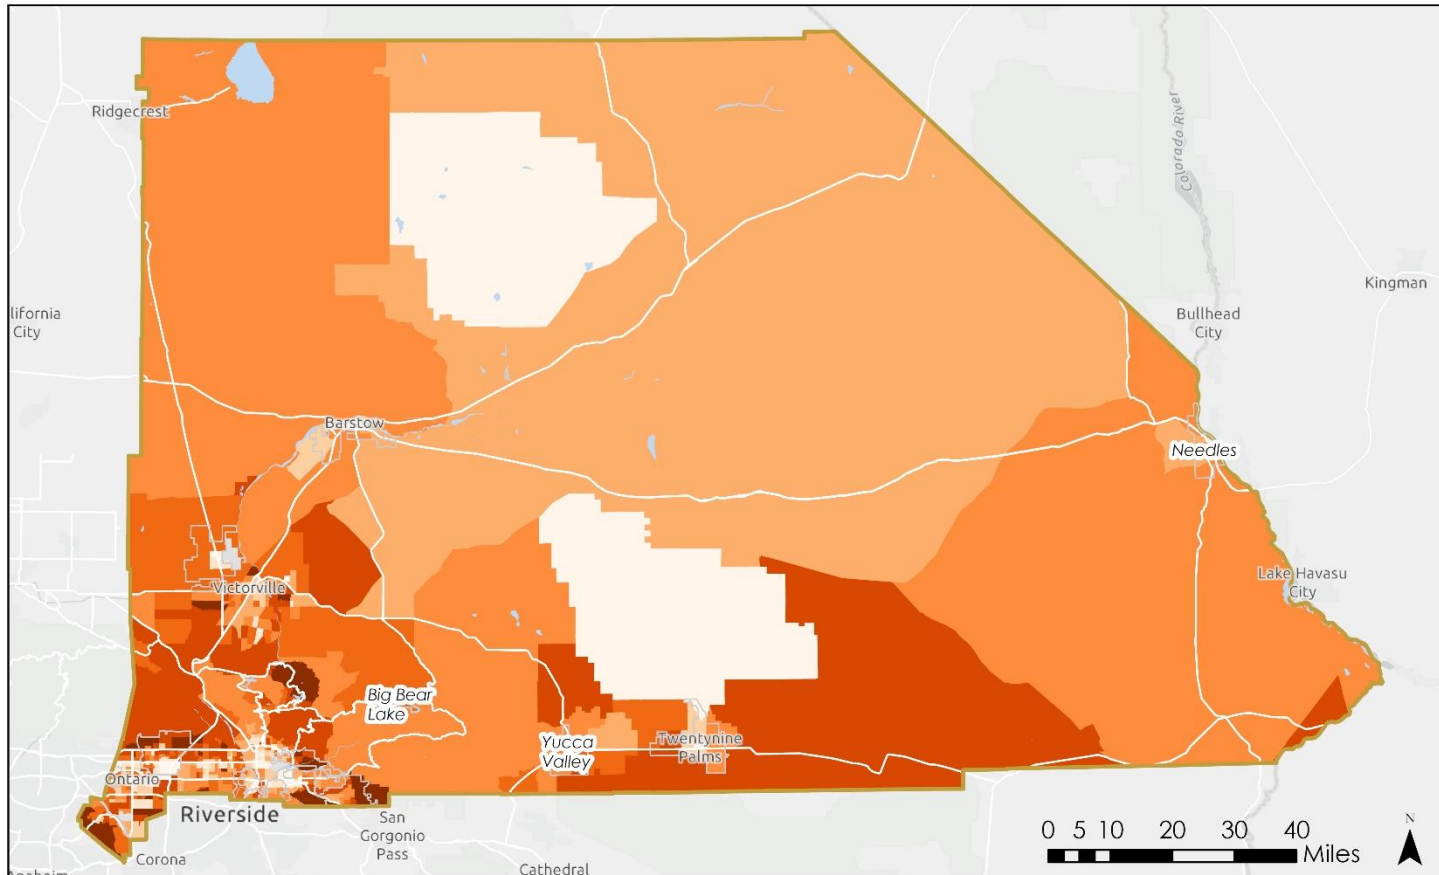 Ridgecrest
Colorado River
lifornia
City
Kingman
Bullhead
City
Barstow
Needles
Victorville
Lake Havasu
City
Big Bear
Lake
Yucca
Valley
Twentynine
Palms
Ontario
Riverside
San
Gorgonio
Pass
Corona
Cathedral
N
0 5 10 20 30 40
Miles